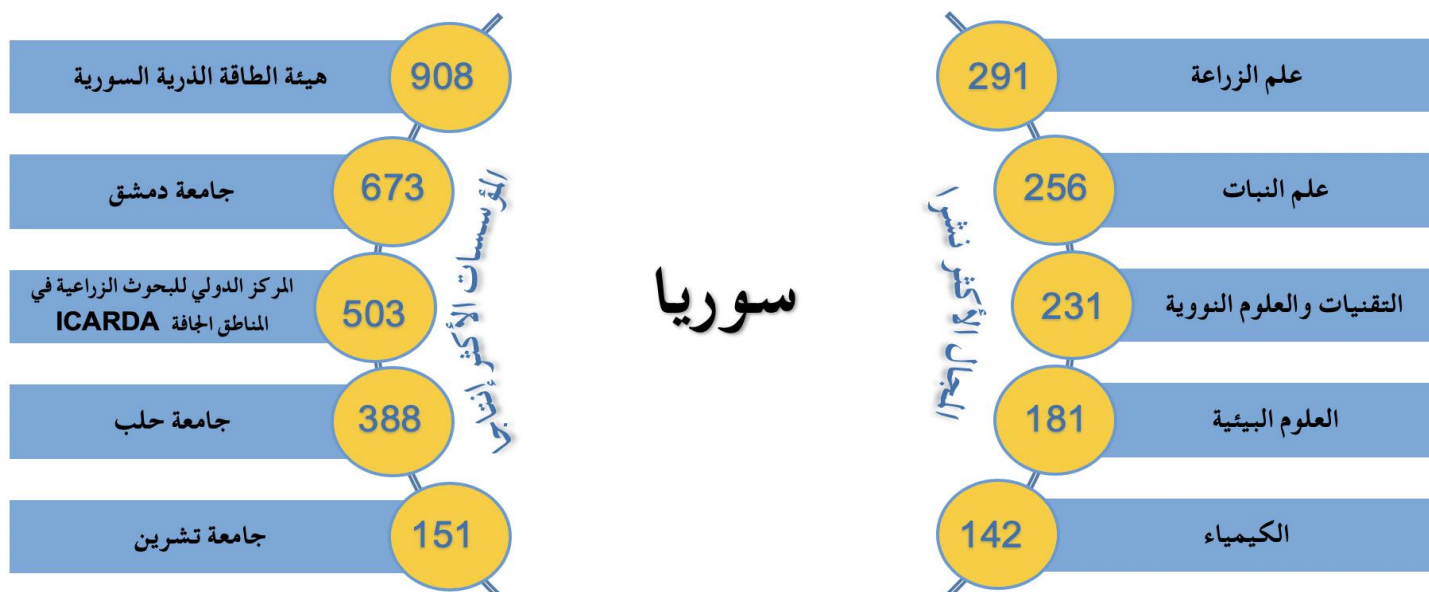 سوريا
المجال الأكثر نشرا
علم الزراعة
291
علم النبات
256
التقنيات والعلوم النووية
231
العلوم البيئية
181
الكيمياء
142
المؤسسات الأكثر إنتاجا
هيئة الطاقة الذرية السورية
908
جامعة دمشق
673
المركز الدولي للبحوث الزراعية في
المناطق الجافة ICARDA
503
جامعة حلب
388
جامعة تشرين
151